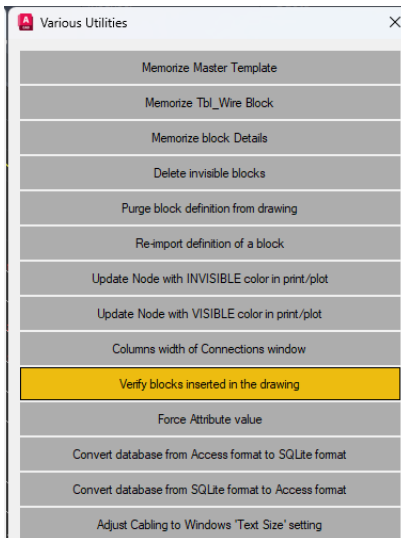 Various Utilities
Memorize Master Template
Memorize Tbl_Wire Block
Memorize block Details
Delete invisible blocks
Purge block definition from drawing
Re-import definition of a block
Update Node with INVISIBLE color in print/plot
Update Node with VISIBLE color in print/plot
Columns width of Connections window
Verify blocks inserted in the drawing
Force Attribute value
Convert database from Access format to SQLite format
Convert database from SQLite format to Access format
Adjust Cabling to Windows 'Text Size' setting